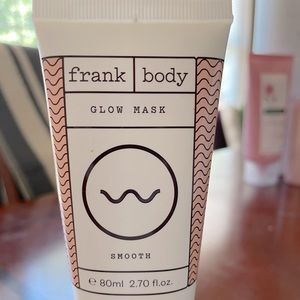 frank body
GLOW MASK
SMOOTH
℮ 80ml 2.70 fl.oz.